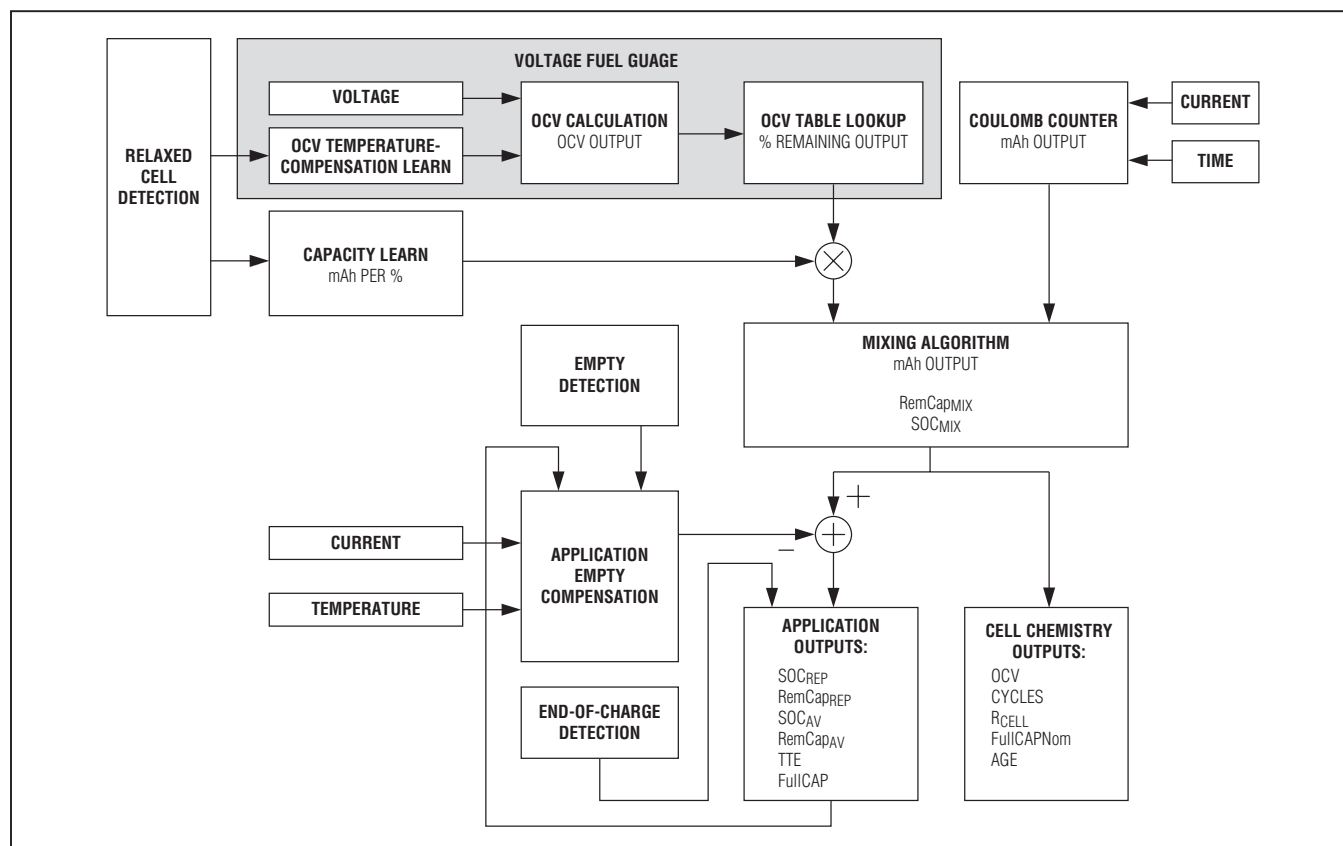 VOLTAGE FUEL GUAGE
RELAXED
CELL
DETECTION
VOLTAGE
OCV TEMPERATURE-
COMPENSATION LEARN
OCV CALCULATION
OCV OUTPUT
OCV TABLE LOOKUP
% REMAINING OUTPUT
COULOMB COUNTER
mAh OUTPUT
CURRENT
TIME
CAPACITY LEARN
mAh PER %
×
MIXING ALGORITHM
mAh OUTPUT
RemCapMIX
SOCMIX
EMPTY
DETECTION
CURRENT
TEMPERATURE
APPLICATION
EMPTY
COMPENSATION
+
+
–
END-OF-CHARGE
DETECTION
APPLICATION
OUTPUTS:
SOCREP
RemCapREP
SOCAV
RemCapAV
TTE
FullCAP
CELL CHEMISTRY
OUTPUTS:
OCV
CYCLES
RCELL
FullCAPNom
AGE